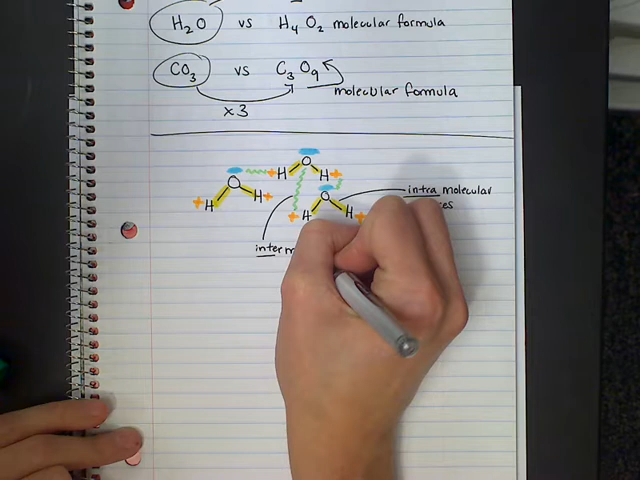 H₂O vs H₄O₂ molecular formula
CO₃ vs C₃O₉
molecular formula
x3
O
+ H H +
O
+ H H +
O
+ H H +
intra molecular
inter